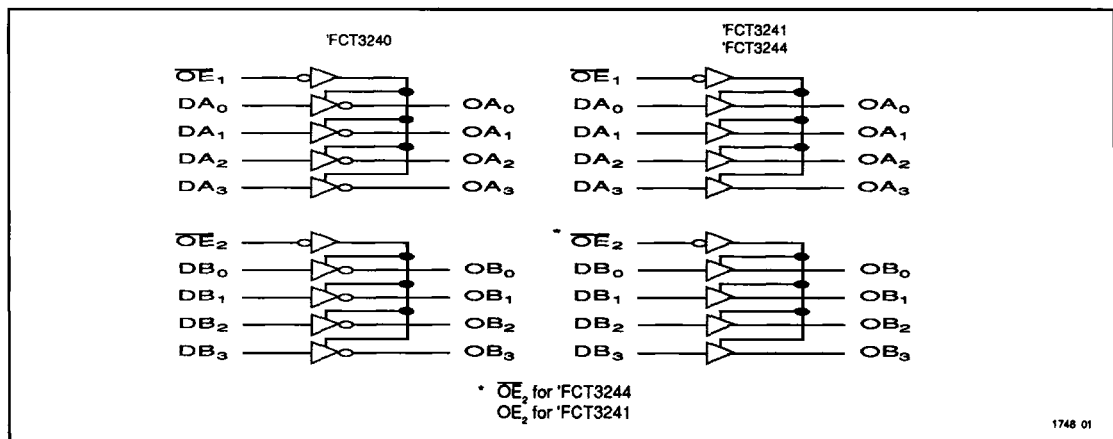 'FCT3240
'FCT3241
'FCT3244
OE₁
DA₀ OA₀
DA₁ OA₁
DA₂ OA₂
DA₃ OA₃
OE₂
DB₀ OB₀
DB₁ OB₁
DB₂ OB₂
DB₃ OB₃
OE₁
DA₀ OA₀
DA₁ OA₁
DA₂ OA₂
DA₃ OA₃
* OE₂
DB₀ OB₀
DB₁ OB₁
DB₂ OB₂
DB₃ OB₃
* OE₂ for 'FCT3244
OE₂ for 'FCT3241
1748 01